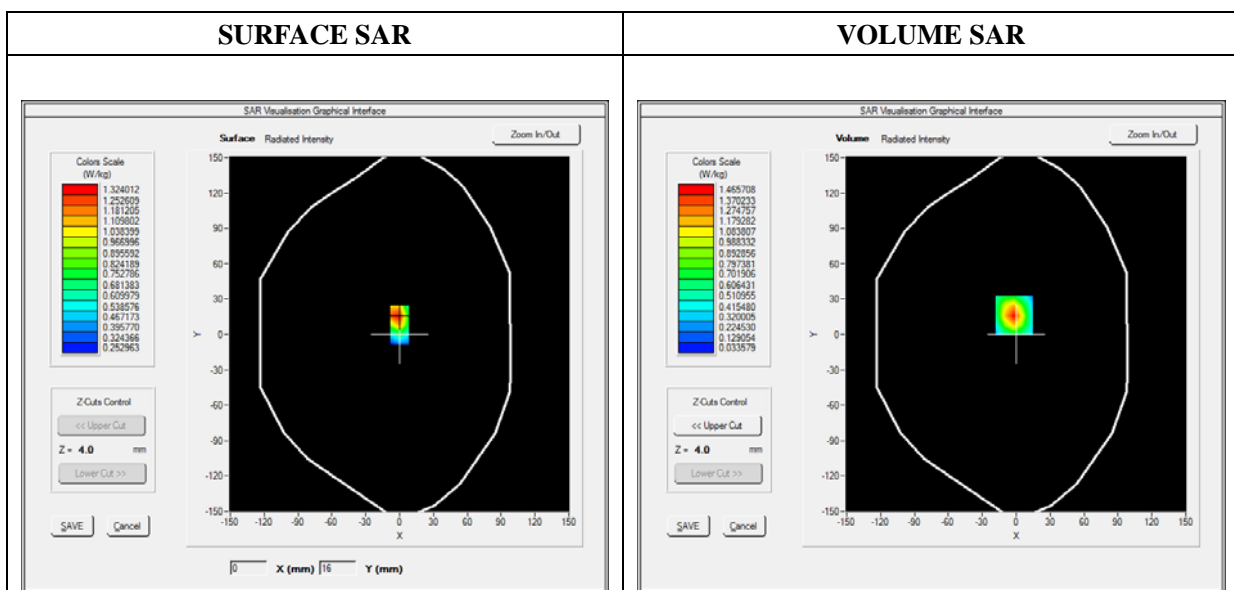 SURFACE SAR
VOLUME SAR
SAR Visualisation Graphical Interface
Surface Radiated Intensity
Zoom In/Out
Colors Scale
(W/kg)
1.324012
1.252609
1.181205
1.109802
1.038399
0.966996
0.895592
0.824189
0.752786
0.681383
0.609979
0.538576
0.467173
0.395770
0.324366
0.252963
Z-Cuts Control
<< Upper Cut
Z = 4.0 mm
Lower Cut >>
SAVE Cancel
150
120
90
60
30
0
-30
-60
-90
-120
-150
Y
-150 -120 -90 -60 -30 0 30 60 90 120 150
X
0 X (mm) 16 Y (mm)
SAR Visualisation Graphical Interface
Volume Radiated Intensity
Zoom In/Out
Colors Scale
(W/kg)
1.465708
1.370233
1.274757
1.179282
1.083807
0.988332
0.892856
0.797381
0.701906
0.606431
0.510955
0.415480
0.320005
0.224530
0.129054
0.033579
Z-Cuts Control
<< Upper Cut
Z = 4.0 mm
Lower Cut >>
SAVE Cancel
150
120
90
60
30
0
-30
-60
-90
-120
-150
Y
-150 -120 -90 -60 -30 0 30 60 90 120 150
X